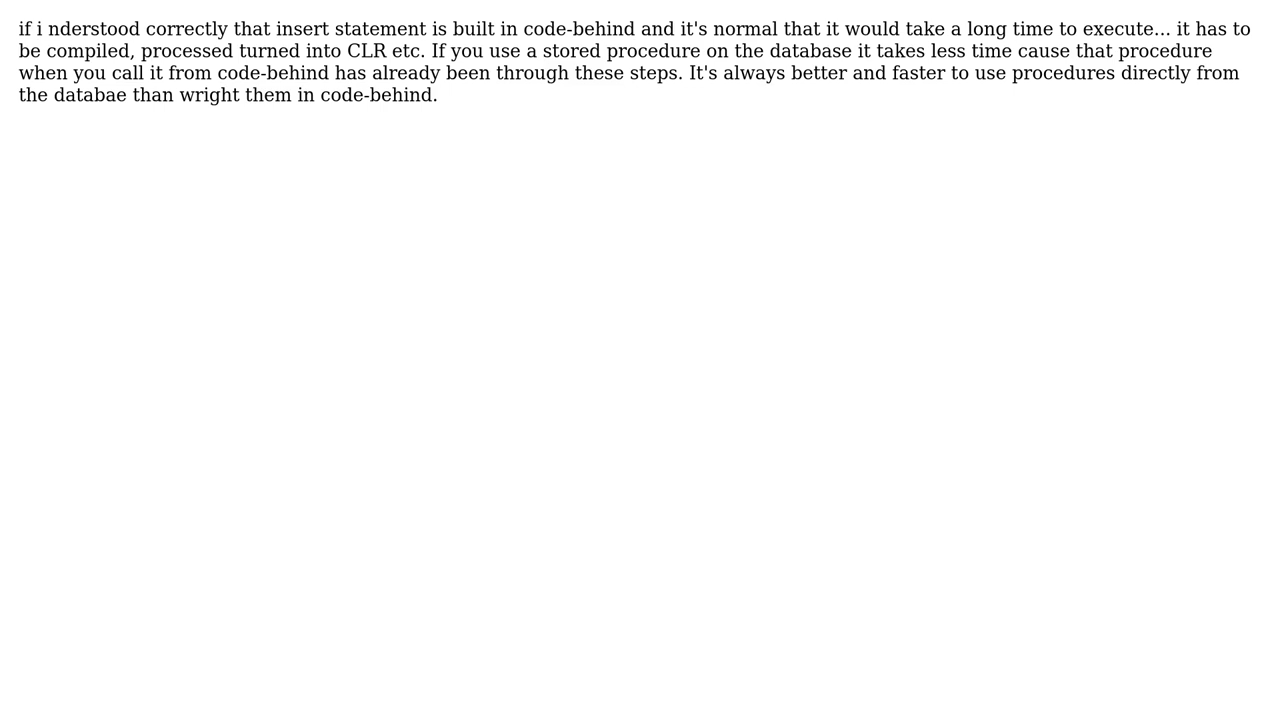 if i nderstood correctly that insert statement is built in code-behind and it's normal that it would take a long time to execute... it has to
be compiled, processed turned into CLR etc. If you use a stored procedure on the database it takes less time cause that procedure
when you call it from code-behind has already been through these steps. It's always better and faster to use procedures directly from
the databae than wright them in code-behind.